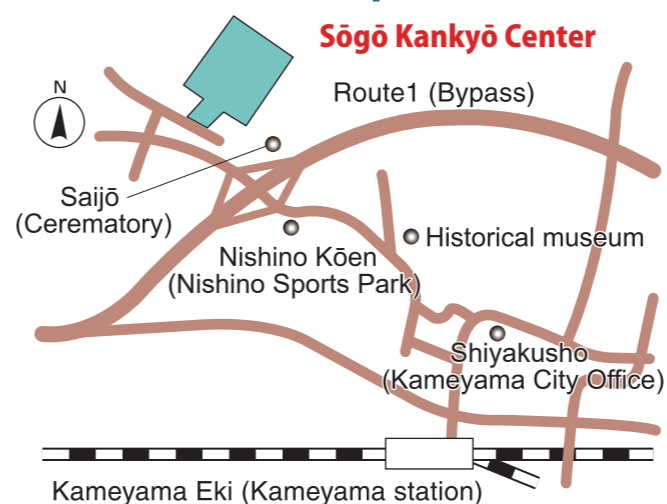 Sōgō Kankyō Center
N
Route1 (Bypass)
Saijō
(Cerematory)
Historical museum
Nishino Kōen
(Nishino Sports Park)
Shiyakusho
(Kameyama City Office)
Kameyama Eki (Kameyama station)